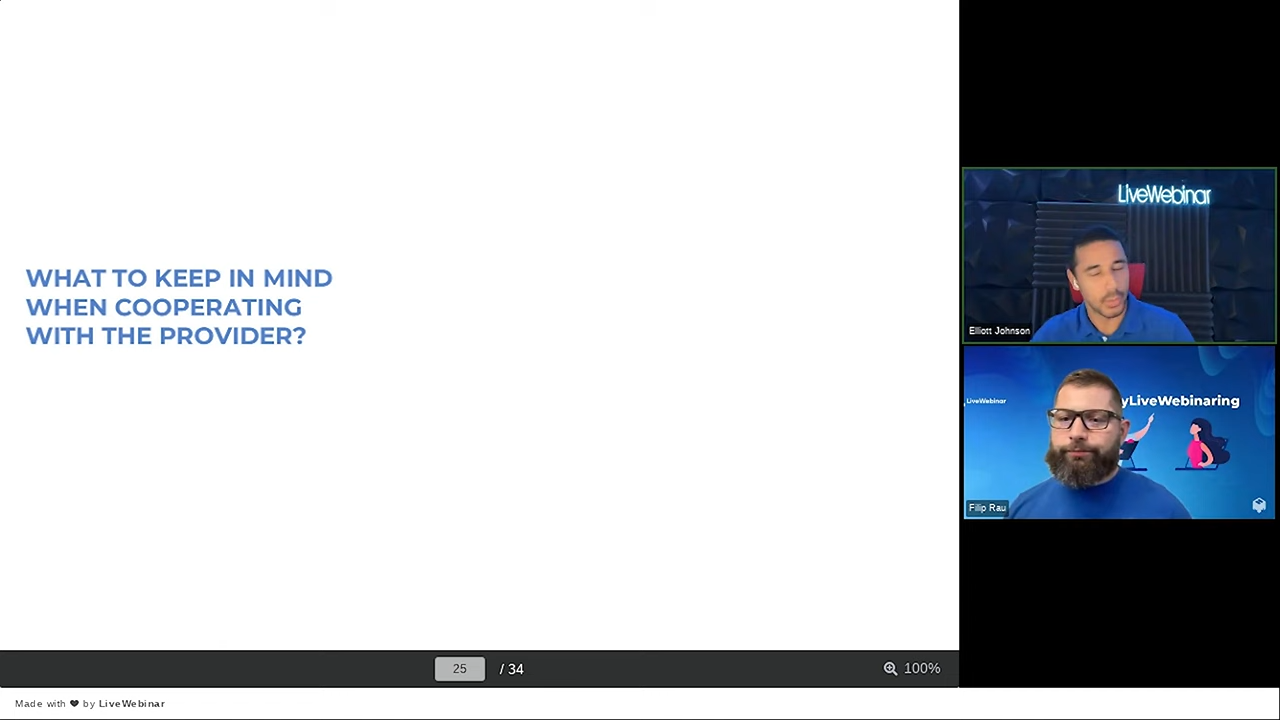 WHAT TO KEEP IN MIND
WHEN COOPERATING
WITH THE PROVIDER?
LiveWebinar
Elliott Johnson
LiveWebinar
yLiveWebinaring
Filip Rau
25 / 34
100%
Made with ❤ by LiveWebinar